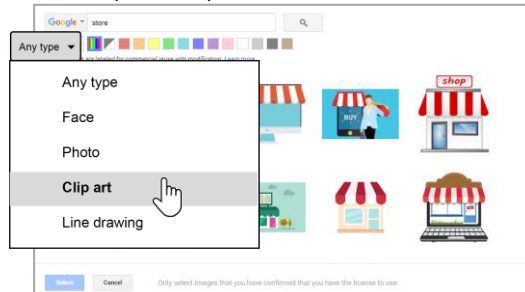 Google store
Any type
are labeled for commercial reuse with modification. Learn more
Any type
Face
Photo
Clip art
Line drawing
shop
BUY
Select Cancel Only select images that you have confirmed that you have the license to use.